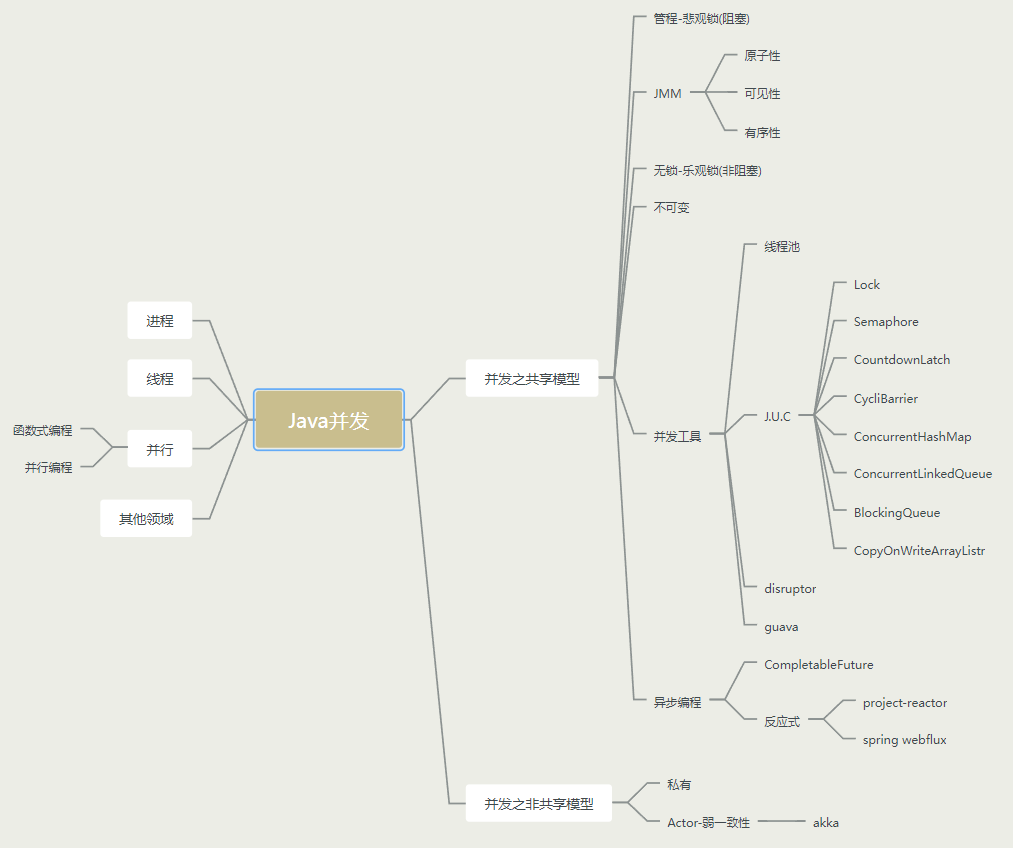 Java并发
进程
线程
并行
函数式编程
并行编程
其他领域
并发之共享模型
管程-悲观锁(阻塞)
JMM
原子性
可见性
有序性
无锁-乐观锁(非阻塞)
不可变
并发工具
线程池
J.U.C
Lock
Semaphore
CountdownLatch
CycliBarrier
ConcurrentHashMap
ConcurrentLinkedQueue
BlockingQueue
CopyOnWriteArrayListr
disruptor
guava
异步编程
CompletableFuture
反应式
project-reactor
spring webflux
并发之非共享模型
私有
Actor-弱一致性
akka